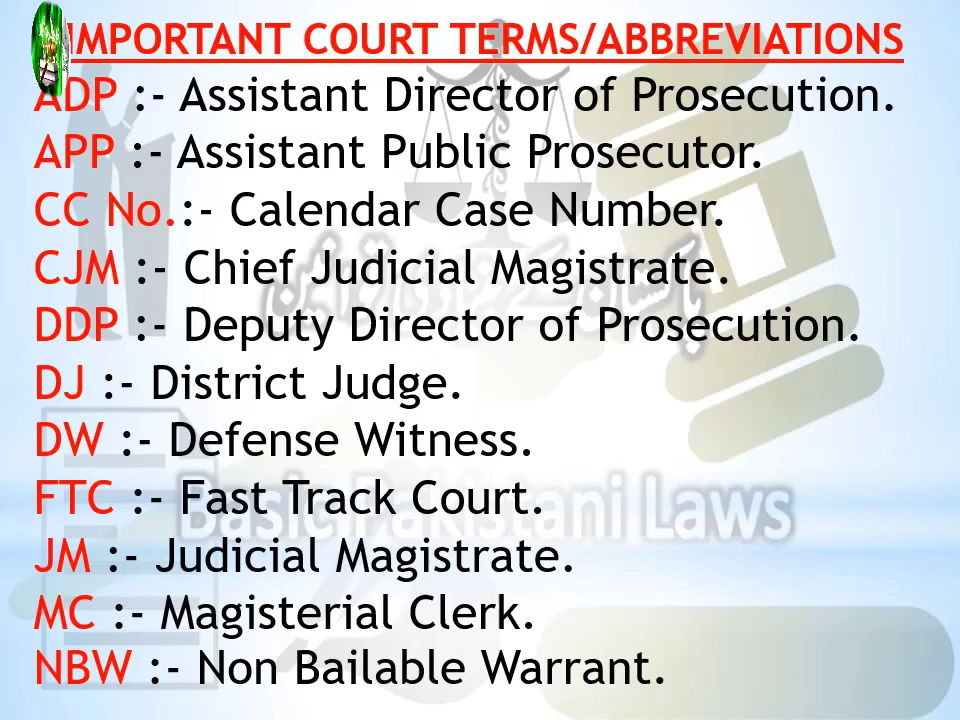 IMPORTANT COURT TERMS/ABBREVIATIONS
ADP :- Assistant Director of Prosecution.
APP :- Assistant Public Prosecutor.
CC No.:- Calendar Case Number.
CJM :- Chief Judicial Magistrate.
DDP :- Deputy Director of Prosecution.
DJ :- District Judge.
DW :- Defense Witness.
FTC :- Fast Track Court.
Basic Pakistani Laws
JM :- Judicial Magistrate.
MC :- Magisterial Clerk.
NBW :- Non Bailable Warrant.